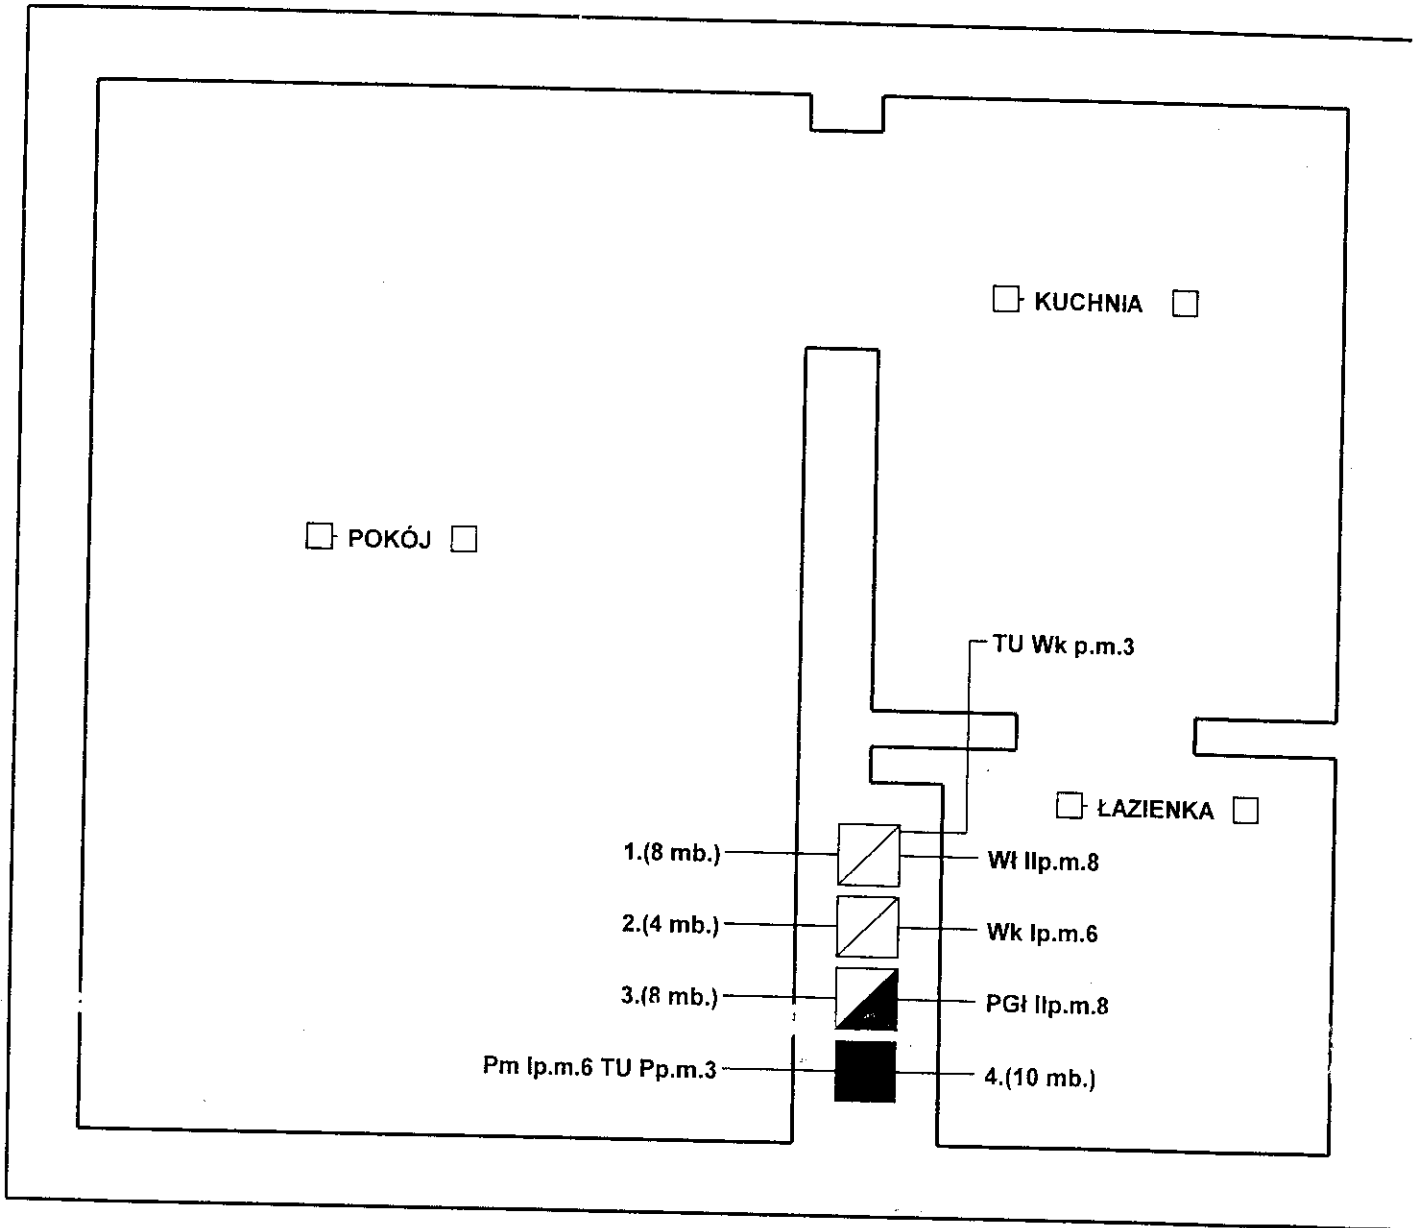 KUCHNIA
POKÓJ
TU Wk p.m.3
ŁAZIENKA
1.(8 mb.)
Wł IIp.m.8
2.(4 mb.)
Wk Ip.m.6
3.(8 mb.)
PGł IIp.m.8
Pm Ip.m.6 TU Pp.m.3
4.(10 mb.)